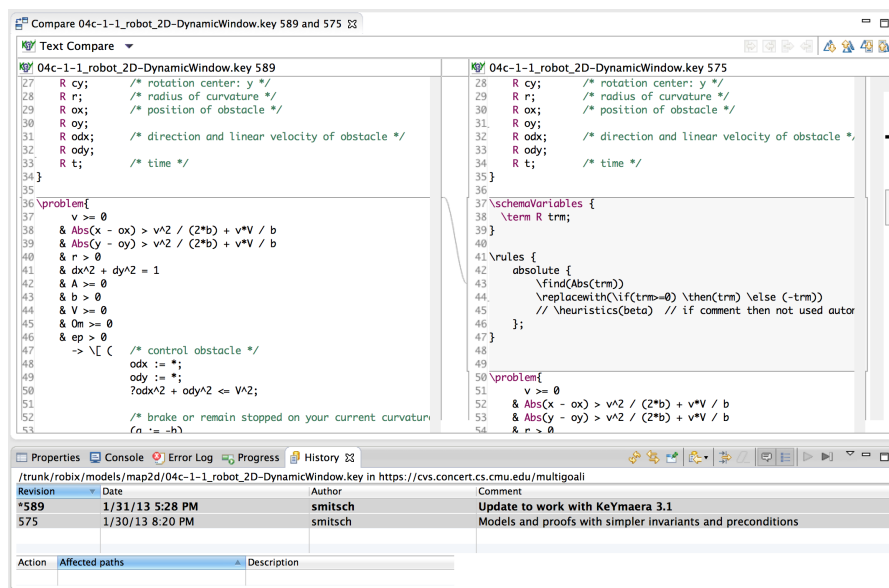 Compare 04c-1-1_robot_2D-DynamicWindow.key 589 and 575
Text Compare
04c-1-1_robot_2D-DynamicWindow.key 589
27 R cy; /* rotation center: y */
28 R r; /* radius of curvature */
29 R ox; /* position of obstacle */
30 R oy;
31 R odx; /* direction and linear velocity of obstacle */
32 R ody;
33 R t; /* time */
34 }
35
36 \problem{
37 v >= 0
38 & Abs(x - ox) > v^2 / (2*b) + v*V / b
39 & Abs(y - oy) > v^2 / (2*b) + v*V / b
40 & r > 0
41 & dx^2 + dy^2 = 1
42 & A >= 0
43 & b > 0
44 & V >= 0
45 & Om >= 0
46 & ep > 0
47 -> \[ ( /* control obstacle */
48 odx := *;
49 ody := *;
50 ?odx^2 + ody^2 <= V^2;
51
52 /* brake or remain stopped on your current curvature
53 (a := -b)
04c-1-1_robot_2D-DynamicWindow.key 575
28 R cy; /* rotation center: y */
29 R r; /* radius of curvature */
30 R ox; /* position of obstacle */
31 R oy;
32 R odx; /* direction and linear velocity of obstacle */
33 R ody;
34 R t; /* time */
35 }
36
37 \schemaVariables {
38 \term R trm;
39 }
40
41 \rules {
42 absolute {
43 \find(Abs(trm))
44 \replacewith(\if(trm>=0) \then(trm) \else (-trm))
45 // \heuristics(beta) // if comment then not used autom
46 };
47 }
48
49
50 \problem{
51 v >= 0
52 & Abs(x - ox) > v^2 / (2*b) + v*V / b
53 & Abs(y - oy) > v^2 / (2*b) + v*V / b
54 & r > 0
Properties Console Error Log Progress History
/trunk/robix/models/map2d/04c-1-1_robot_2D-DynamicWindow.key in https://cvs.concert.cs.cmu.edu/multigoali
Revision Date Author Comment
*589 1/31/13 5:28 PM smitsch Update to work with KeYmaera 3.1
575 1/30/13 8:20 PM smitsch Models and proofs with simpler invariants and preconditions
Action Affected paths Description